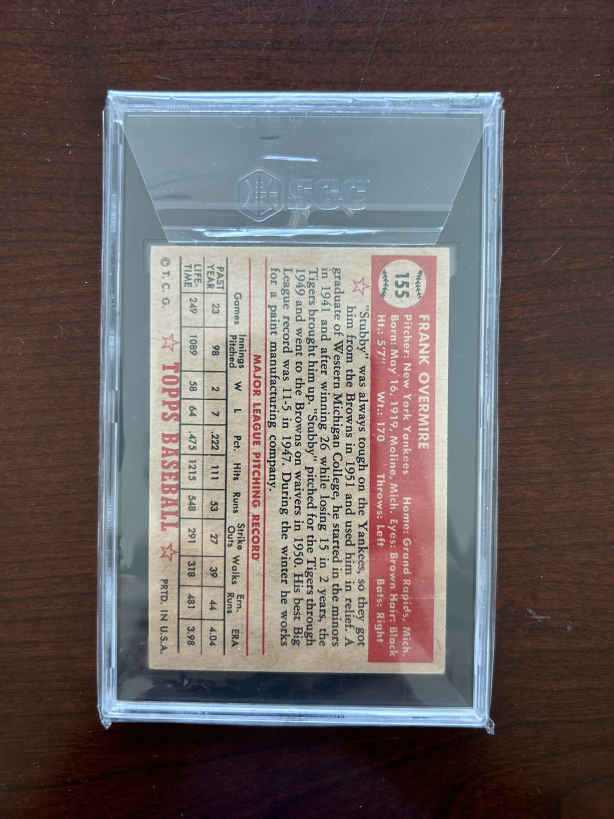 SGC
155
FRANK OVERMIRE
Pitcher: New York Yankees Home: Grand Rapids, Mich.
Born: May 16, 1919, Moline, Mich. Eyes: Brown Hair: Black
Ht.: 5'7" Wt.: 170 Throws: Left Bats: Right
"Stubby" was always tough on the Yankees, so they got
him from the Browns in 1951 and used him in relief. A
graduate of Western Michigan College, he started in the minors
in 1941 and after winning 26 while losing 15 in 2 years, the
Tigers brought him up. "Stubby" pitched for the Tigers through
1949 and went to the Browns on waivers in 1950. His best Big
League record was 11-5 in 1947. During the winter he works
for a paint manufacturing company.
MAJOR LEAGUE PITCHING RECORD
Games Innings Pitched W L Pct. Hits Runs Strike Outs Walks Ern. Runs ERA
PAST YEAR 23 98 2 7 .222 111 53 27 39 44 4.04
LIFE-TIME 249 1089 58 64 .475 1215 548 291 318 481 3.98
© T. C. G. TOPPS BASEBALL PRTD. IN U.S.A.